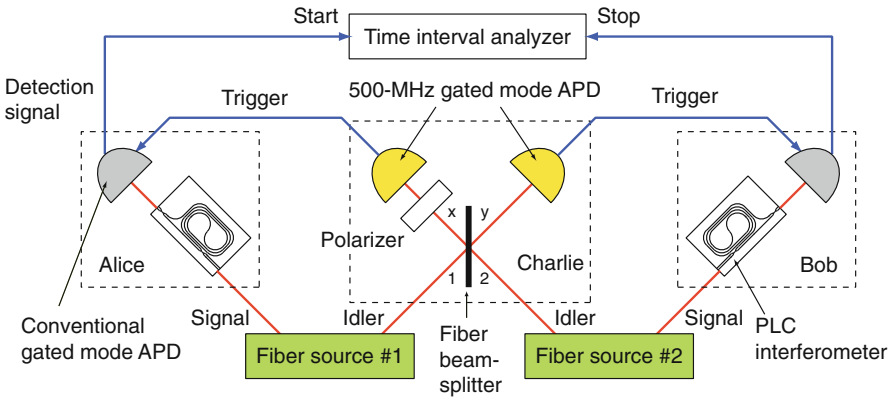 Start
Time interval analyzer
Stop
Detection
signal
Trigger
500-MHz gated mode APD
Trigger
x
y
Polarizer
1
2
Charlie
Alice
Bob
Conventional
gated mode APD
Signal
Idler
Fiber
beam-
splitter
Idler
Signal
PLC
interferometer
Fiber source #1
Fiber source #2